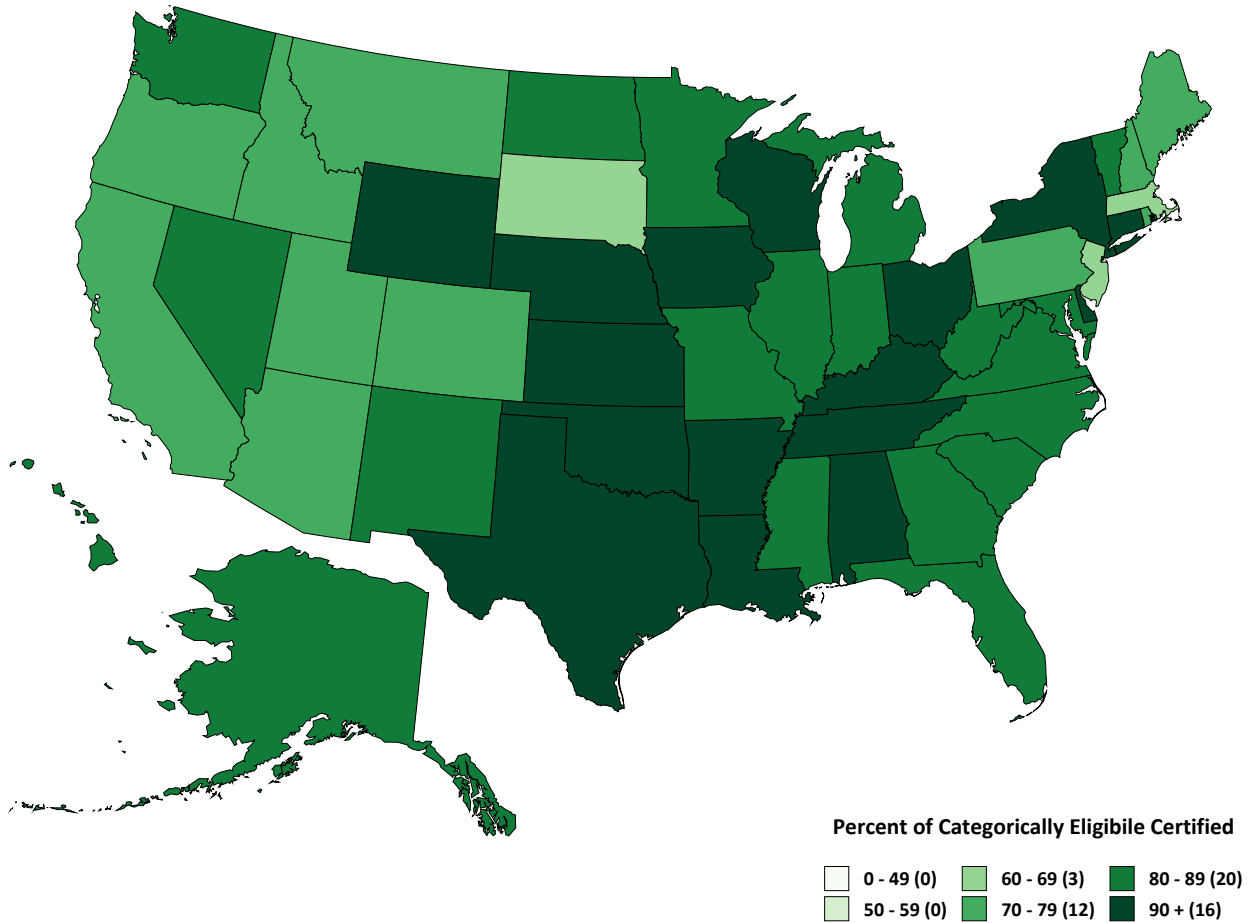 Percent of Categorically Eligibile Certified
0 - 49 (0) 60 - 69 (3) 80 - 89 (20)
50 - 59 (0) 70 - 79 (12) 90 + (16)